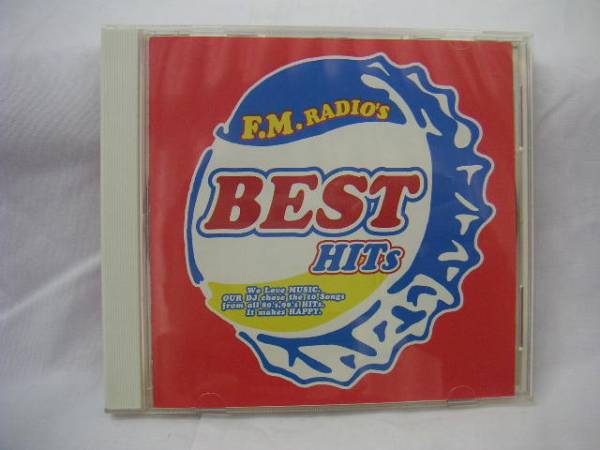 F.M. RADIO'S
BEST
HITs
We Love MUSIC.
OUR DJ chose the 10 Songs
from all 80's,90's HITs.
It makes HAPPY.